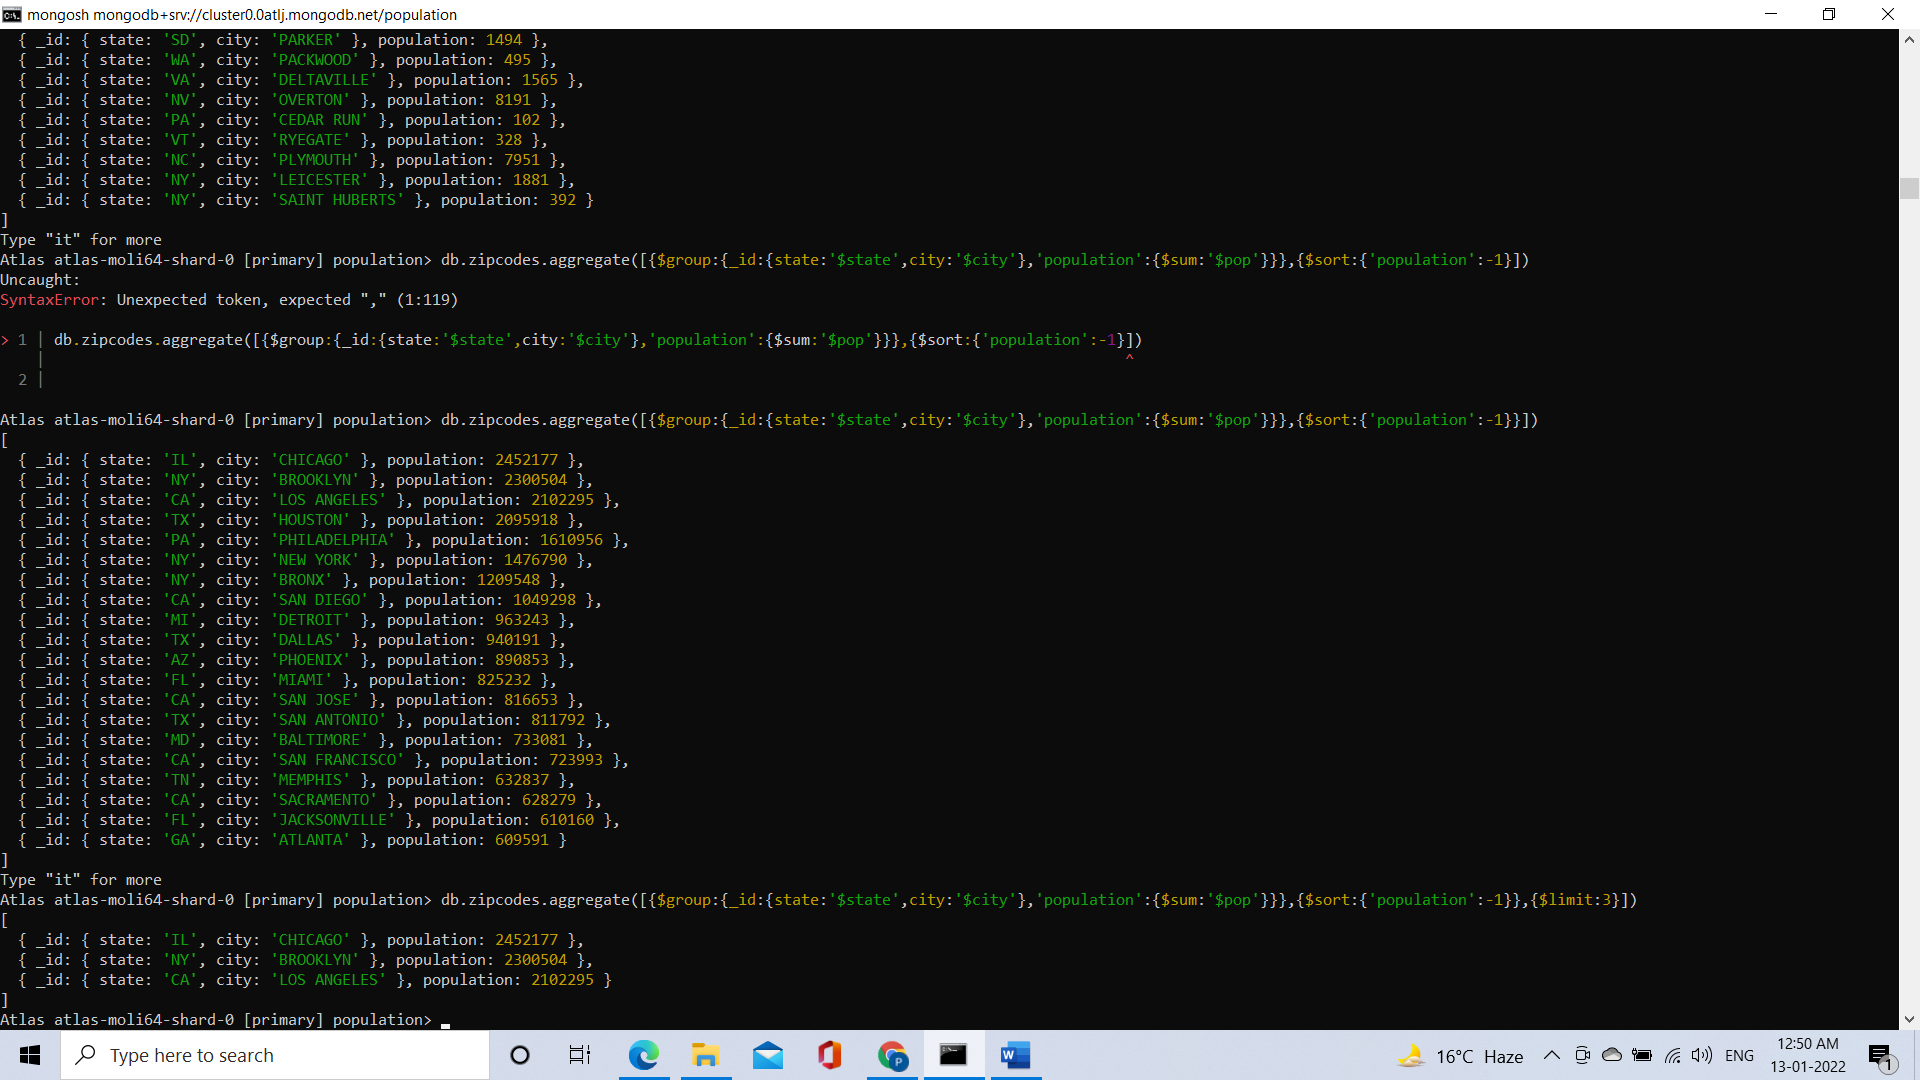 mongosh mongodb+srv://cluster0.0atlj.mongodb.net/population
{ _id: { state: 'SD', city: 'PARKER' }, population: 1494 },
{ _id: { state: 'WA', city: 'PACKWOOD' }, population: 495 },
{ _id: { state: 'VA', city: 'DELTAVILLE' }, population: 1565 },
{ _id: { state: 'NV', city: 'OVERTON' }, population: 8191 },
{ _id: { state: 'PA', city: 'CEDAR RUN' }, population: 102 },
{ _id: { state: 'VT', city: 'RYEGATE' }, population: 328 },
{ _id: { state: 'NC', city: 'PLYMOUTH' }, population: 7951 },
{ _id: { state: 'NY', city: 'LEICESTER' }, population: 1881 },
{ _id: { state: 'NY', city: 'SAINT HUBERTS' }, population: 392 }
]
Type "it" for more
Atlas atlas-moli64-shard-0 [primary] population> db.zipcodes.aggregate([{$group:{_id:{state:'$state',city:'$city'},'population':{$sum:'$pop'}}},{$sort:{'population':-1}])
Uncaught:
SyntaxError: Unexpected token, expected "," (1:119)
> 1 | db.zipcodes.aggregate([{$group:{_id:{state:'$state',city:'$city'},'population':{$sum:'$pop'}}},{$sort:{'population':-1}])
| ^
2 |
Atlas atlas-moli64-shard-0 [primary] population> db.zipcodes.aggregate([{$group:{_id:{state:'$state',city:'$city'},'population':{$sum:'$pop'}}},{$sort:{'population':-1}}])
[
{ _id: { state: 'IL', city: 'CHICAGO' }, population: 2452177 },
{ _id: { state: 'NY', city: 'BROOKLYN' }, population: 2300504 },
{ _id: { state: 'CA', city: 'LOS ANGELES' }, population: 2102295 },
{ _id: { state: 'TX', city: 'HOUSTON' }, population: 2095918 },
{ _id: { state: 'PA', city: 'PHILADELPHIA' }, population: 1610956 },
{ _id: { state: 'NY', city: 'NEW YORK' }, population: 1476790 },
{ _id: { state: 'NY', city: 'BRONX' }, population: 1209548 },
{ _id: { state: 'CA', city: 'SAN DIEGO' }, population: 1049298 },
{ _id: { state: 'MI', city: 'DETROIT' }, population: 963243 },
{ _id: { state: 'TX', city: 'DALLAS' }, population: 940191 },
{ _id: { state: 'AZ', city: 'PHOENIX' }, population: 890853 },
{ _id: { state: 'FL', city: 'MIAMI' }, population: 825232 },
{ _id: { state: 'CA', city: 'SAN JOSE' }, population: 816653 },
{ _id: { state: 'TX', city: 'SAN ANTONIO' }, population: 811792 },
{ _id: { state: 'MD', city: 'BALTIMORE' }, population: 733081 },
{ _id: { state: 'CA', city: 'SAN FRANCISCO' }, population: 723993 },
{ _id: { state: 'TN', city: 'MEMPHIS' }, population: 632837 },
{ _id: { state: 'CA', city: 'SACRAMENTO' }, population: 628279 },
{ _id: { state: 'FL', city: 'JACKSONVILLE' }, population: 610160 },
{ _id: { state: 'GA', city: 'ATLANTA' }, population: 609591 }
]
Type "it" for more
Atlas atlas-moli64-shard-0 [primary] population> db.zipcodes.aggregate([{$group:{_id:{state:'$state',city:'$city'},'population':{$sum:'$pop'}}},{$sort:{'population':-1}},{$limit:3}])
[
{ _id: { state: 'IL', city: 'CHICAGO' }, population: 2452177 },
{ _id: { state: 'NY', city: 'BROOKLYN' }, population: 2300504 },
{ _id: { state: 'CA', city: 'LOS ANGELES' }, population: 2102295 }
]
Atlas atlas-moli64-shard-0 [primary] population>
Type here to search
16°C Haze
ENG
12:50 AM
13-01-2022
1